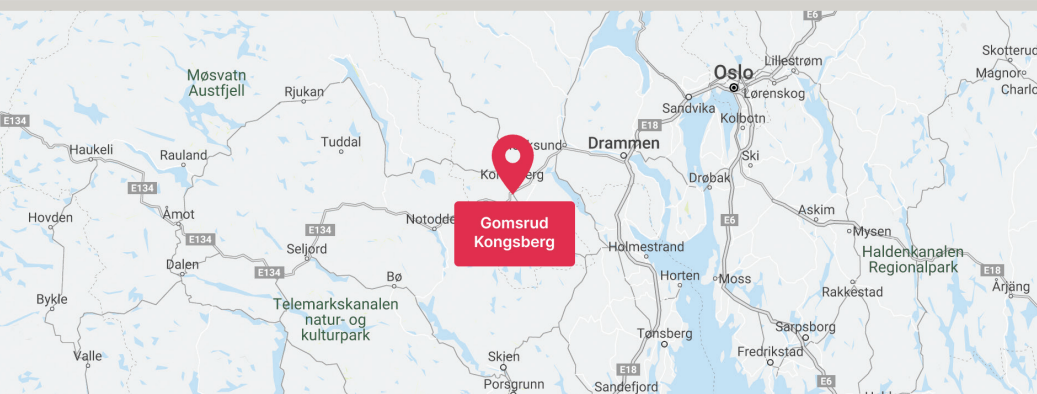 E6
Skotterud
Oslo
Lillestrøm
Magnor
Møsvatn
Austfjell
Rjukan
Lørenskog
Sandvika
Kolbotn
E134
E18
Tuddal
Drammen
Haukeli
Rauland
Ski
Drøbak
E134
Hovden
Åmot
Notodde
Gomsrud
Kongsberg
E6
Askim
Mysen
E134
E134
Seljord
Holmestrand
Haldenkanalen
Regionalpark
Dalen
E134
Bø
Horten
Moss
E18
Årjäng
Rakkestad
Bykle
Telemarkskanalen
natur- og
kulturpark
Tønsberg
Sarpsborg
Valle
Skien
Fredrikstad
E18
E6
Porsgrunn
Sandefjord